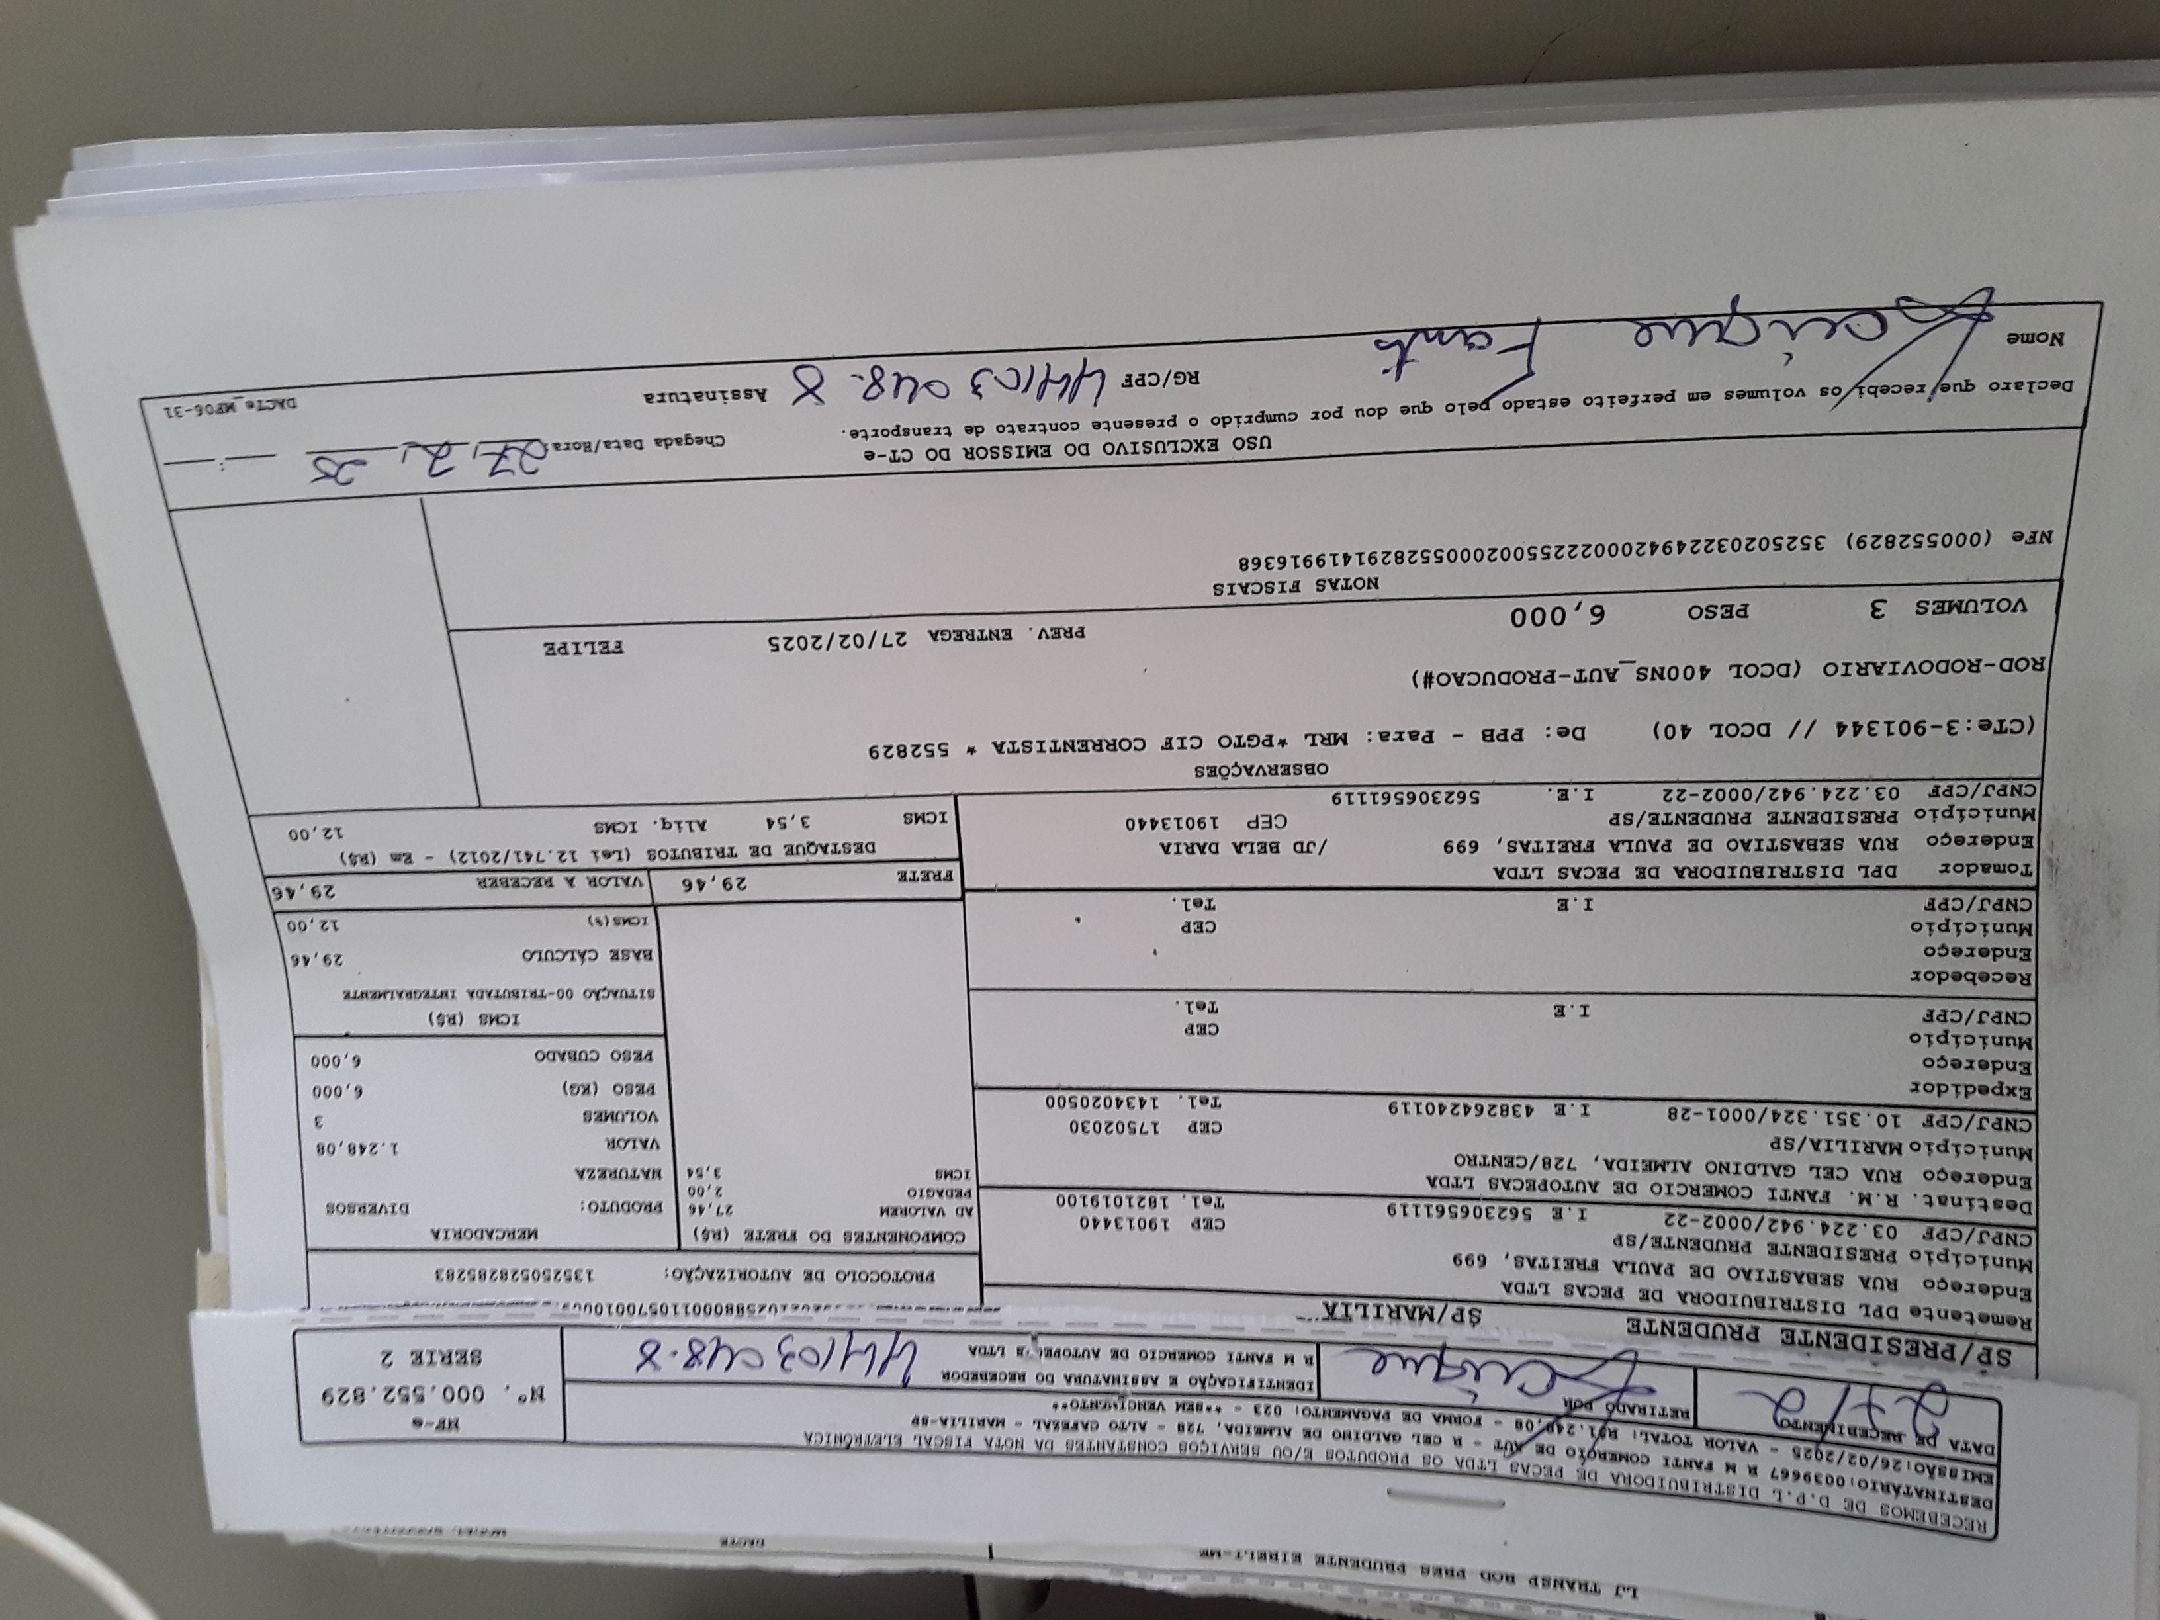 LJ TRANSP ROD PRES PRUDENTE EIRELI-ME
DACTE
RECEBEMOS DE D.P.L DISTRIBUIDORA DE PECAS LTDA OS PRODUTOS E/OU SERVIÇOS CONSTANTES DA NOTA FISCAL ELETRÔNICA
DESTINATÁRIO:0039667 R M FANTI COMERCIO DE AUT - R CEL GALDINO DE ALMEIDA, 728 - ALTO CAFEZAL - MARILIA-SP
EMISSÃO:26/02/2025 - VALOR TOTAL: R$1.248,08 - FORMA DE PAGAMENTO: 023 - **SEM VENCIMENTO**
DATA DE RECEBIMENTO
27/2
RETIRADO POR
IDENTIFICAÇÃO E ASSINATURA DO RECEBEDOR
R M FANTI COMERCIO DE AUTOPECAS LTDA
44103048-8
NF-e
Nº. 000.552.829
SERIE 2
SP/PRESIDENTE PRUDENTE SP/MARILIA
Remetente DPL DISTRIBUIDORA DE PECAS LTDA
Endereço RUA SEBASTIAO DE PAULA FREITAS, 699
Município PRESIDENTE PRUDENTE/SP CEP 19013440
CNPJ/CPF 03.224.942/0002-22 I.E 562306561119 Tel. 1821019100
Destinat. R.M. FANTI COMERCIO DE AUTOPECAS LTDA
Endereço RUA CEL GALDINO ALMEIDA, 728/CENTRO
Município MARILIA/SP CEP 17502030
CNPJ/CPF 10.351.324/0001-28 I.E 438264240119 Tel. 1434020500
Expedidor
Endereço
Município CEP
CNPJ/CPF I.E Tel.
Recebedor
Endereço
Município CEP
CNPJ/CPF I.E Tel.
Tomador DPL DISTRIBUIDORA DE PECAS LTDA
Endereço RUA SEBASTIAO DE PAULA FREITAS, 699 /JD BELA DARIA
Município PRESIDENTE PRUDENTE/SP CEP 19013440
CNPJ/CPF 03.224.942/0002-22 I.E. 562306561119
PROTOCOLO DE AUTORIZAÇÃO: 135250528285283
COMPONENTES DO FRETE (R$)
AD VALOREM 27,46
PEDAGIO 2,00
ICMS 3,54
MERCADORIA
PRODUTO: DIVERSOS
NATUREZA
VALOR 1.248,08
VOLUMES 3
PESO (KG) 6,000
PESO CUBADO 6,000
ICMS (R$)
SITUAÇÃO 00-TRIBUTADA INTEGRALMENTE
BASE CÁLCULO 29,46
ICMS(%) 12,00
FRETE 29,46 VALOR A RECEBER 29,46
DESTAQUE DE TRIBUTOS (Lei 12.741/2012) - Em (R$)
ICMS 3,54 Aliq. ICMS 12,00
OBSERVAÇÕES
(CTe:3-901344 // DCOL 40) De: PPB - Para: MRL*PGTO CIF CORRENTISTA * 552829
ROD-RODOVIARIO (DCOL 400NS_AUT-PRODUCAO#)
VOLUMES 3 PESO 6,000 PREV. ENTREGA 27/02/2025 FELIPE
NOTAS FISCAIS
NFe (000552829) 35250203224942000222550020005528291419916368
USO EXCLUSIVO DO EMISSOR DO CT-e
Declaro que recebi os volumes em perfeito estado pelo que dou por cumprido o presente contrato de transporte.
Chegada Data/Hora: 27/2/25
Nome Fanti RG/CPF 44103048-8 Assinatura
DACTe_MF06-31